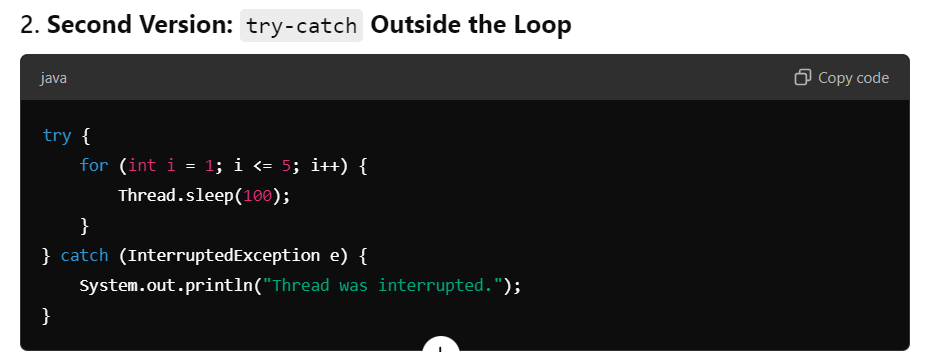 2. Second Version: try-catch Outside the Loop
java Copy code
try {
    for (int i = 1; i <= 5; i++) {
        Thread.sleep(100);
    }
} catch (InterruptedException e) {
    System.out.println("Thread was interrupted.");
}